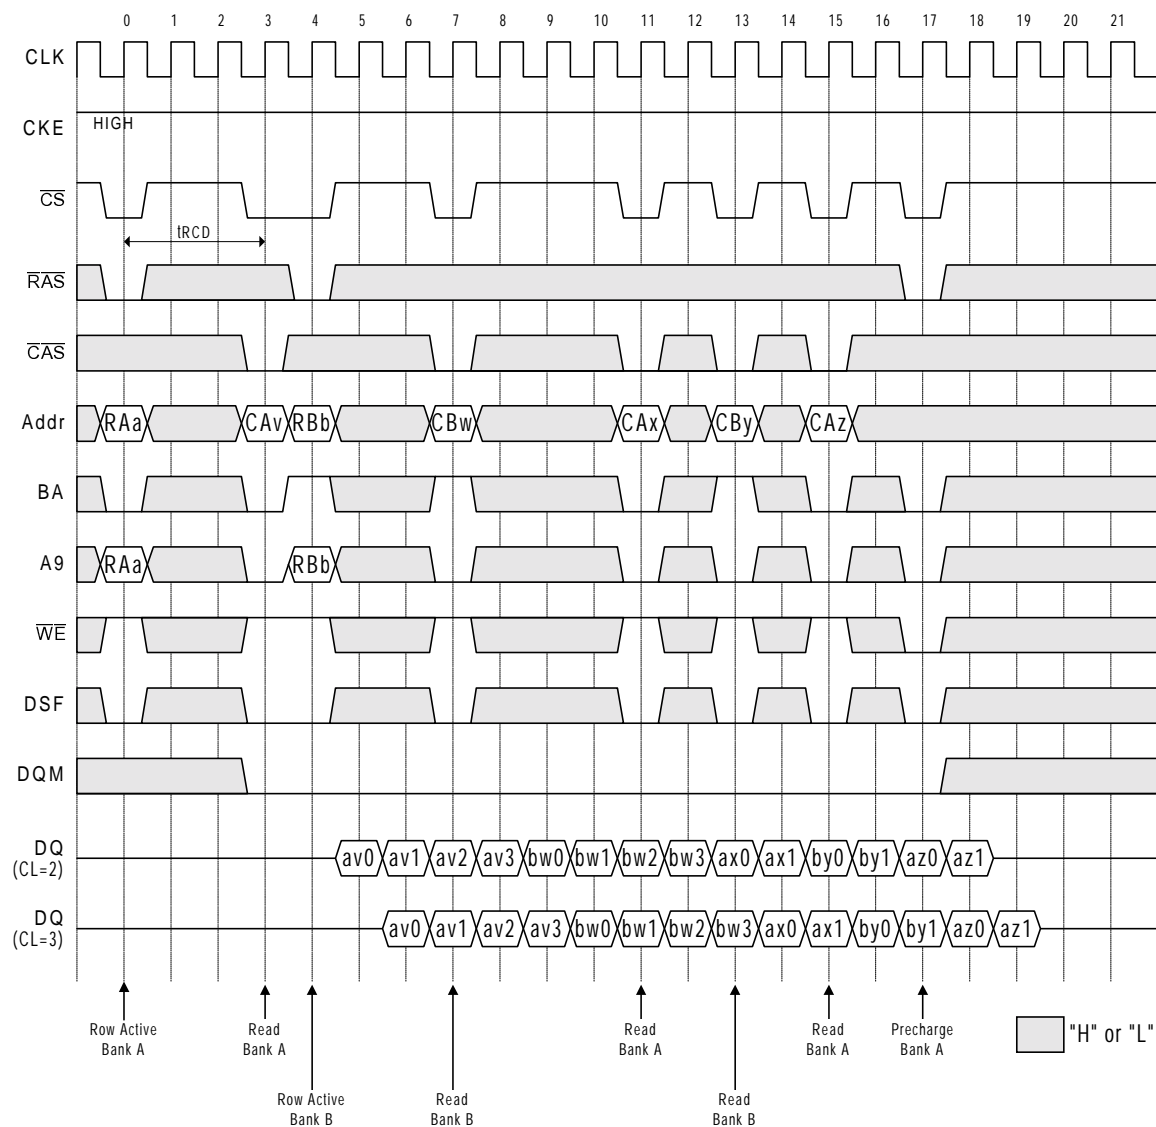 0 1 2 3 4 5 6 7 8 9 10 11 12 13 14 15 16 17 18 19 20 21
CLK
CKE HIGH
CS
tRCD
RAS
CAS
Addr RAa CAv RBb CBw CAx CBy CAz
BA
A9 RAa RBb
WE
DSF
DQM
DQ
(CL=2)
av0 av1 av2 av3 bw0 bw1 bw2 bw3 ax0 ax1 by0 by1 az0 az1
DQ
(CL=3)
av0 av1 av2 av3 bw0 bw1 bw2 bw3 ax0 ax1 by0 by1 az0 az1
Row Active
Bank A
Read
Bank A
Read
Bank A
Read
Bank A
Precharge
Bank A
"H" or "L"
Row Active
Bank B
Read
Bank B
Read
Bank B